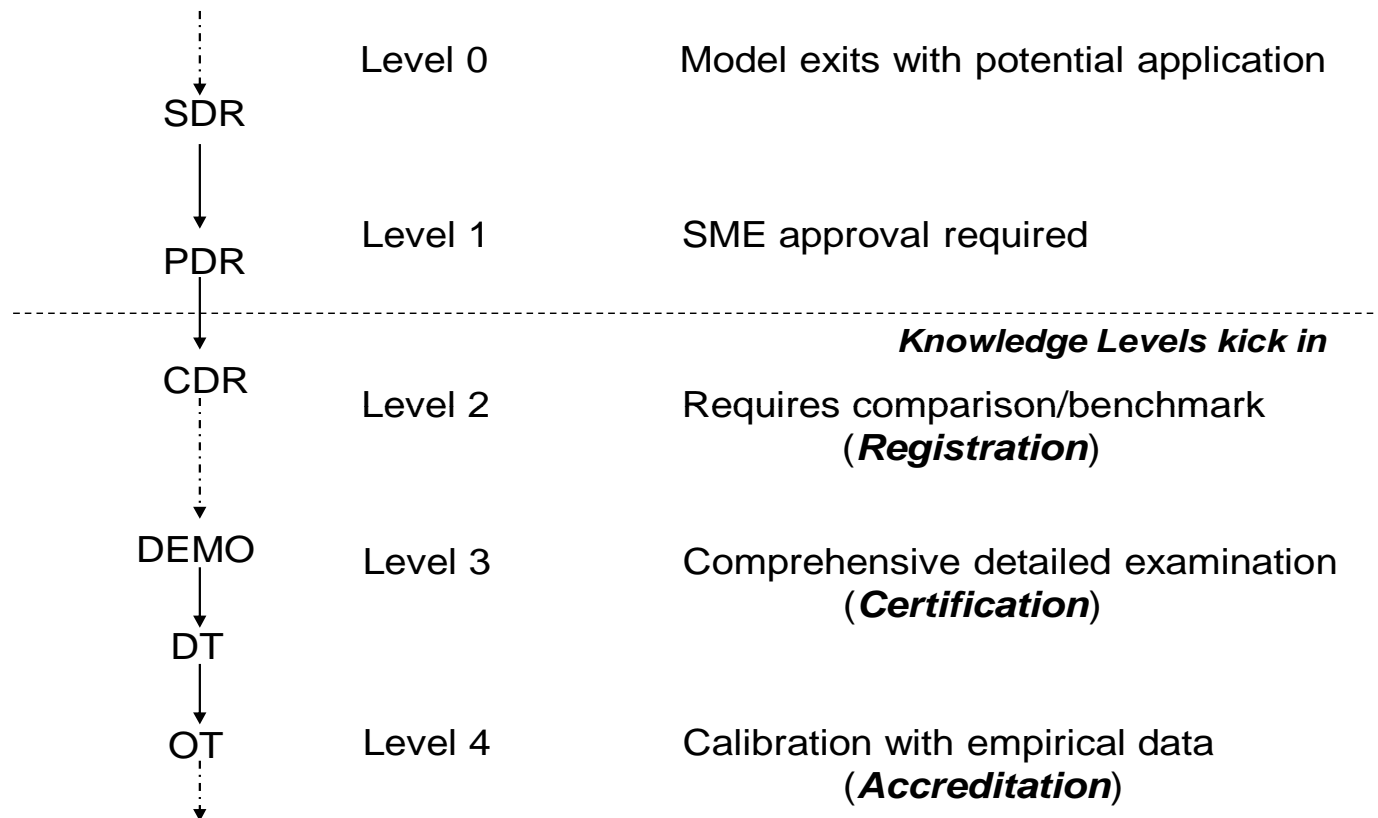 Level 0 Model exits with potential application
SDR
Level 1 SME approval required
PDR
Knowledge Levels kick in
CDR
Level 2 Requires comparison/benchmark
(Registration)
DEMO Level 3 Comprehensive detailed examination
(Certification)
DT
OT Level 4 Calibration with empirical data
(Accreditation)